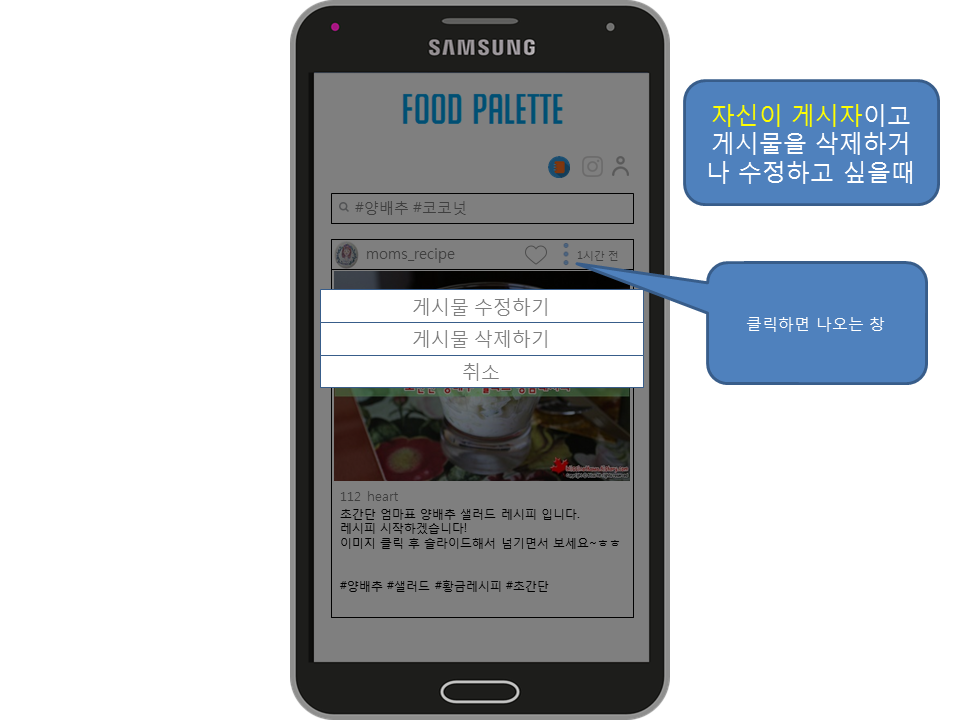 SAMSUNG
FOOD PALETTE
자신이 게시자이고
게시물을 삭제하거
나 수정하고 싶을때
#양배추 #코코넛
moms_recipe
1시간 전
클릭하면 나오는 창
게시물 수정하기
게시물 삭제하기
취소
112 heart
초간단 엄마표 양배추 샐러드 레시피 입니다.
레시피 시작하겠습니다!
이미지 클릭 후 슬라이드해서 넘기면서 보세요~ㅎㅎ
#양배추 #샐러드 #황금레시피 #초간단